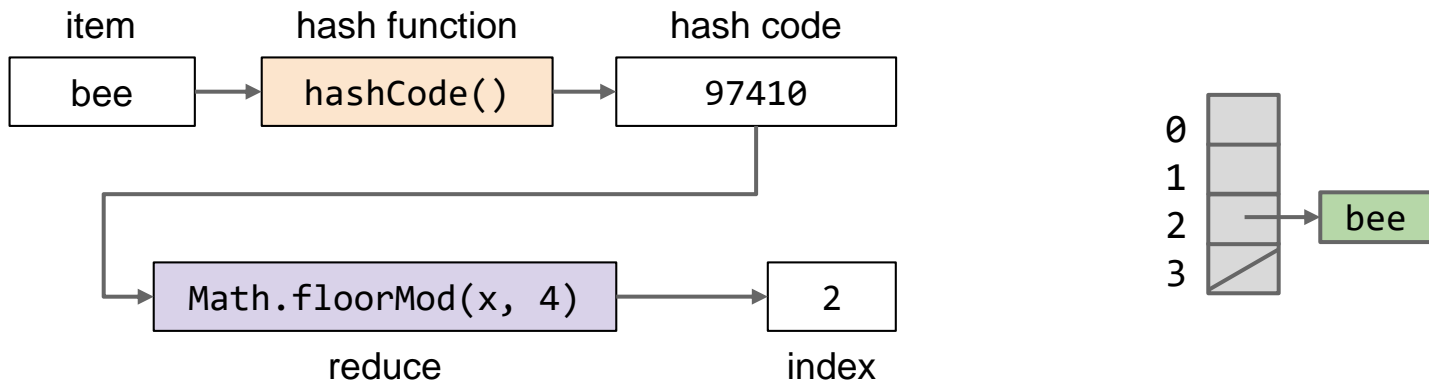 item hash function hash code
bee hashCode() 97410
Math.floorMod(x, 4) 2
reduce index
0
1
2 bee
3